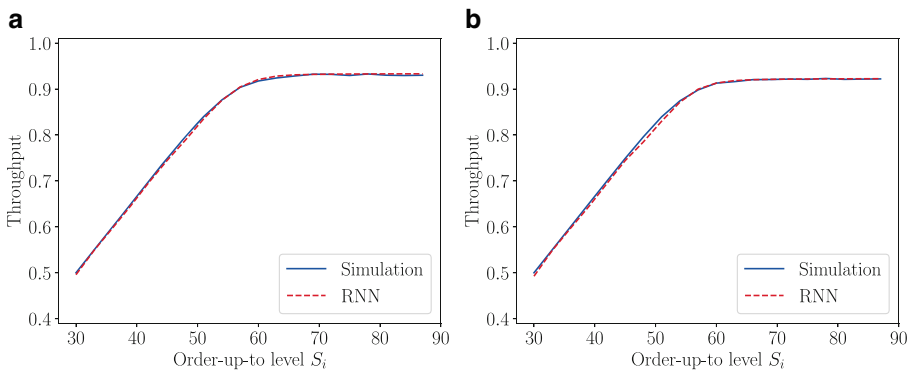 a
1.0
0.9
0.8
0.7
0.6
0.5
0.4
Throughput
30 40 50 60 70 80 90
Order-up-to level S_i
Simulation
RNN
b
1.0
0.9
0.8
0.7
0.6
0.5
0.4
Throughput
30 40 50 60 70 80 90
Order-up-to level S_i
Simulation
RNN